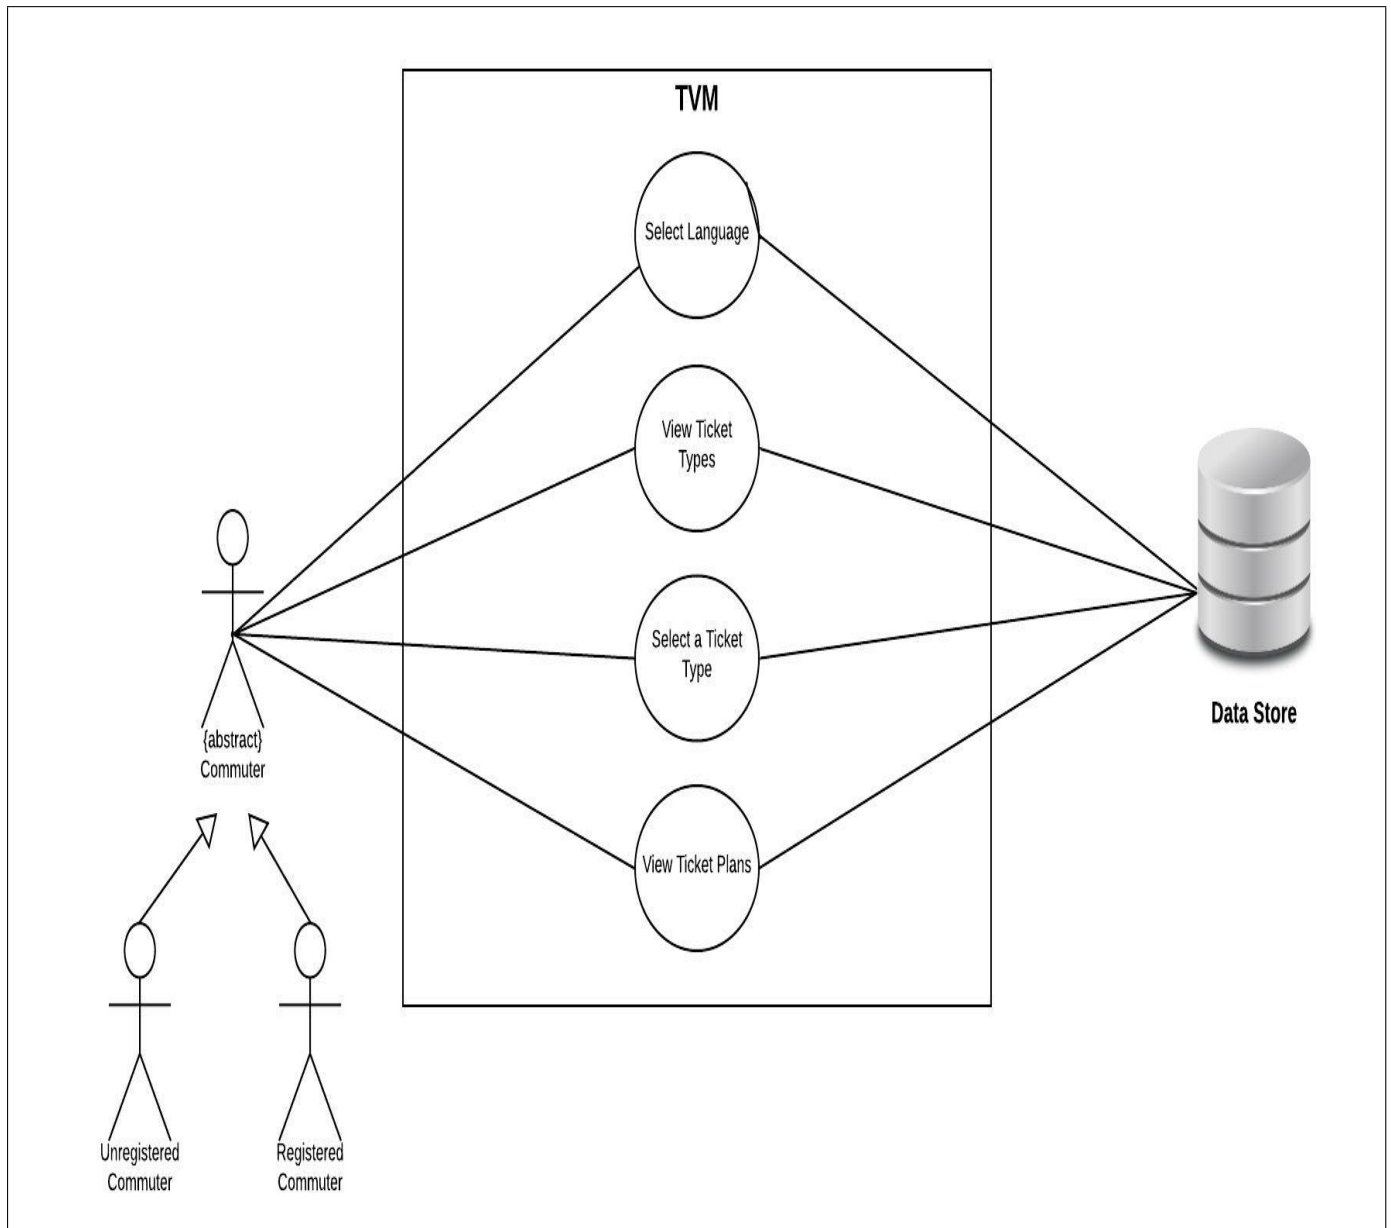 TVM
Select Language
View Ticket
Types
Select a Ticket
Type
View Ticket Plans
Data Store
{abstract}
Commuter
Unregistered
Commuter
Registered
Commuter